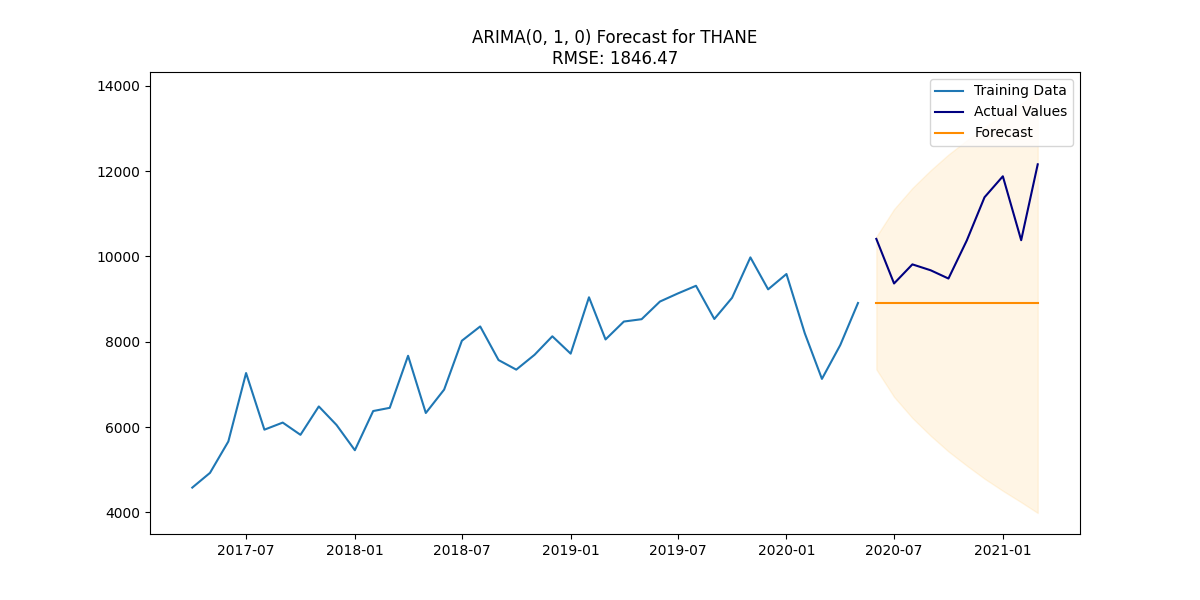 ARIMA(0, 1, 0) Forecast for THANE
RMSE: 1846.47
14000
12000
10000
8000
6000
4000
Training Data
Actual Values
Forecast
2017-07
2018-01
2018-07
2019-01
2019-07
2020-01
2020-07
2021-01